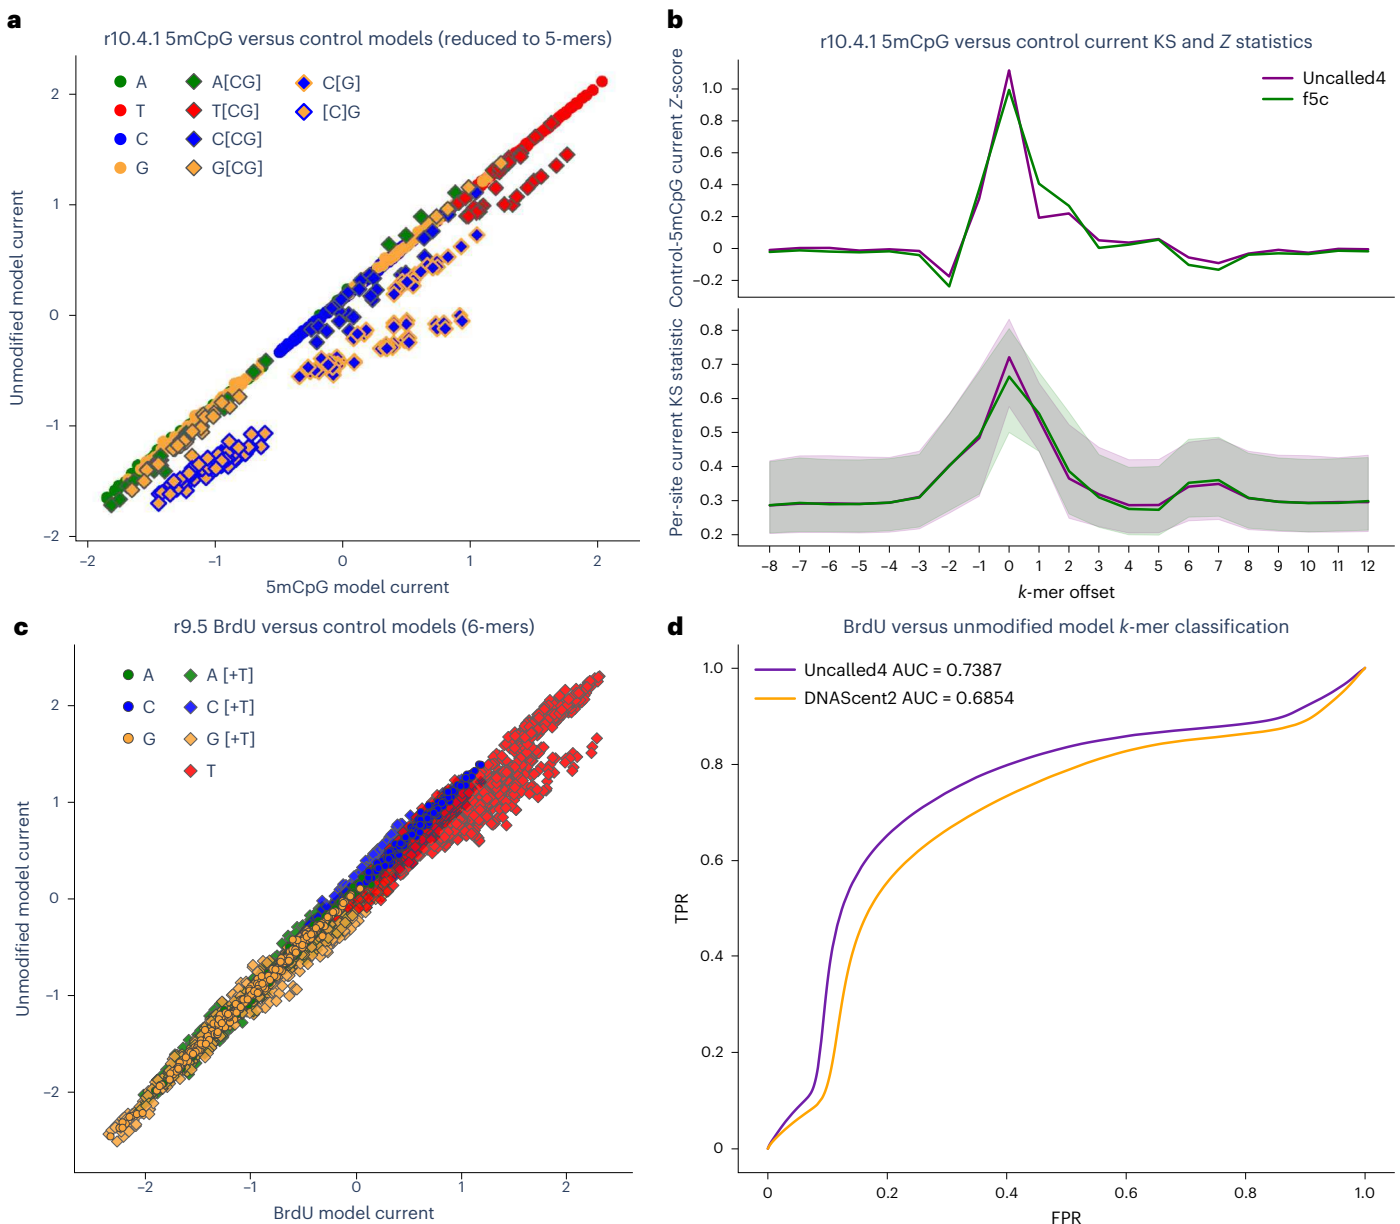 a
r10.4.1 5mCpG versus control models (reduced to 5-mers)
A
T
C
G
A[CG]
T[CG]
C[CG]
G[CG]
C[G]
[C]G
Unmodified model current
2
1
0
−1
−2
−2
−1
0
1
2
5mCpG model current
b
r10.4.1 5mCpG versus control current KS and Z statistics
Uncalled4
f5c
Control-5mCpG current Z-score
1.0
0.8
0.6
0.4
0.2
0
−0.2
Per-site current KS statistic
0.8
0.7
0.6
0.5
0.4
0.3
0.2
−8 −7 −6 −5 −4 −3 −2 −1 0 1 2 3 4 5 6 7 8 9 10 11 12
k-mer offset
c
r9.5 BrdU versus control models (6-mers)
A
C
G
A [+T]
C [+T]
G [+T]
T
Unmodified model current
2
1
0
−1
−2
−2
−1
0
1
2
BrdU model current
d
BrdU versus unmodified model k-mer classification
Uncalled4 AUC = 0.7387
DNAScent2 AUC = 0.6854
TPR
1.0
0.8
0.6
0.4
0.2
0
0
0.2
0.4
0.6
0.8
1.0
FPR